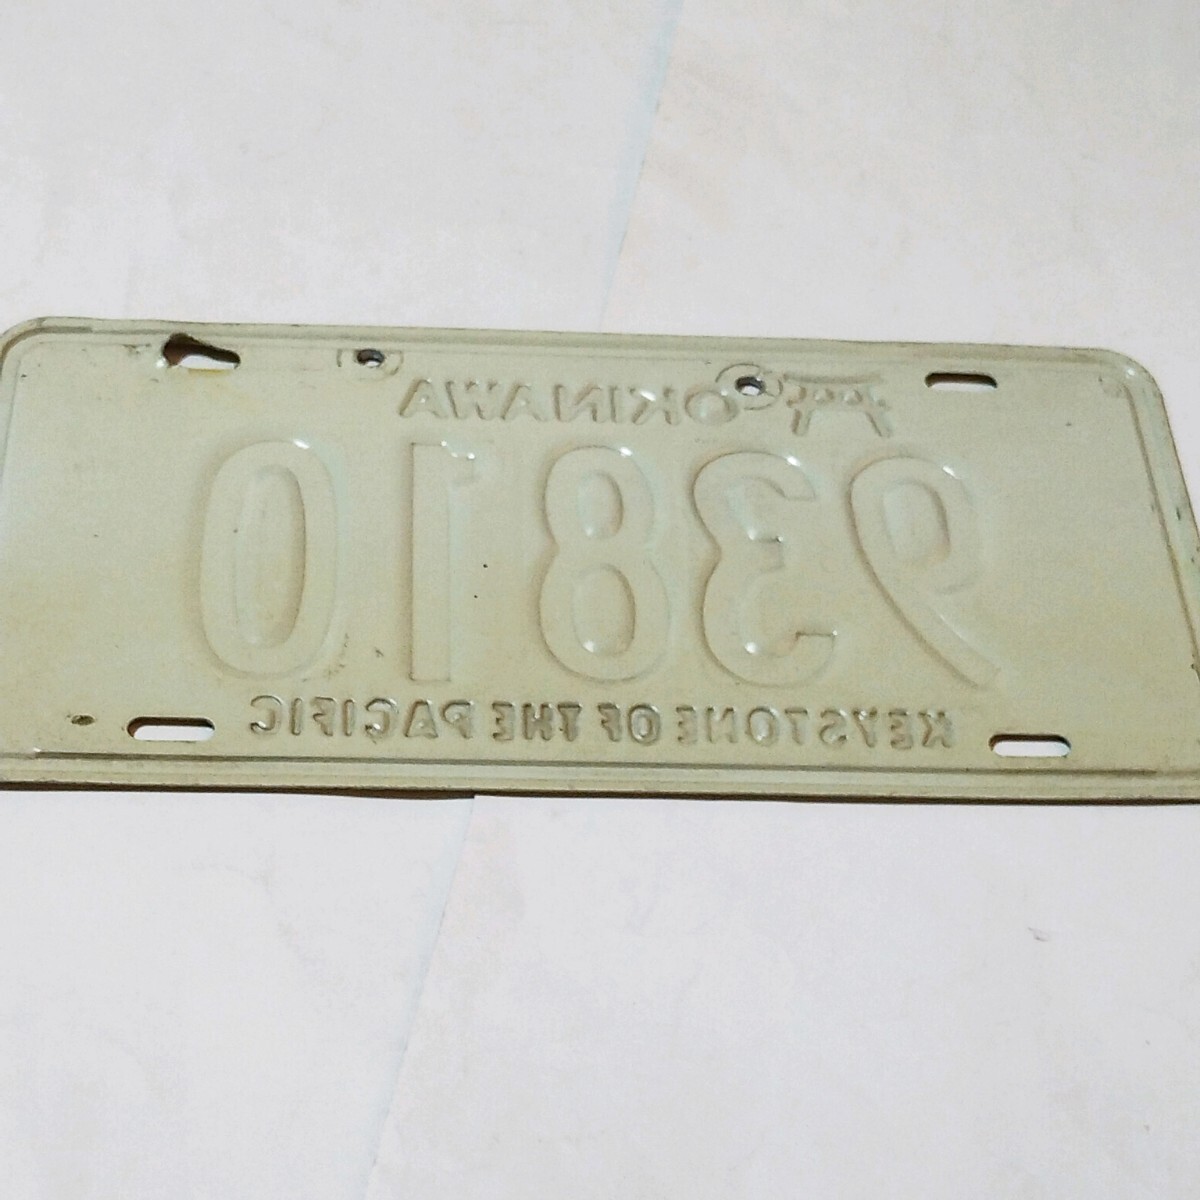 OKINAWA
93810
KEYSTONE OF THE PACIFIC